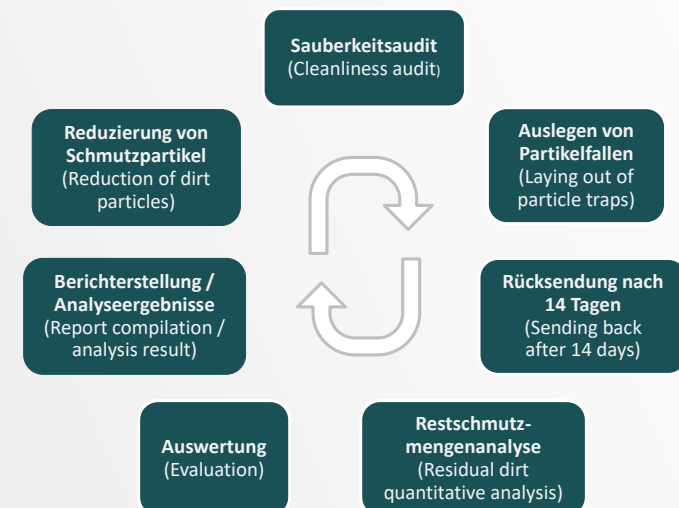 Sauberkeitsaudit
(Cleanliness audit)
Auslegen von
Partikelfallen
(Laying out of
particle traps)
Rücksendung nach
14 Tagen
(Sending back
after 14 days)
Restschmutz-
mengenanalyse
(Residual dirt
quantitative analysis)
Auswertung
(Evaluation)
Berichterstellung /
Analyseergebnisse
(Report compilation /
analysis result)
Reduzierung von
Schmutzpartikel
(Reduction of dirt
particles)